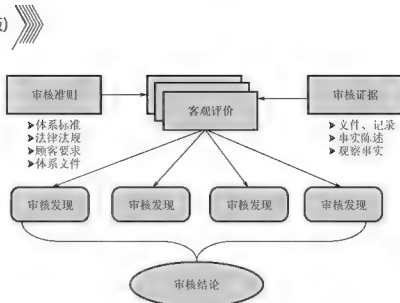 版)
审核准则
客观评价
审核证据
➤体系标准
➤法律法规
➤顾客要求
➤体系文件
➤文件、记录
➤事实陈述
➤观察事实
审核发现
审核发现
审核发现
审核发现
审核结论